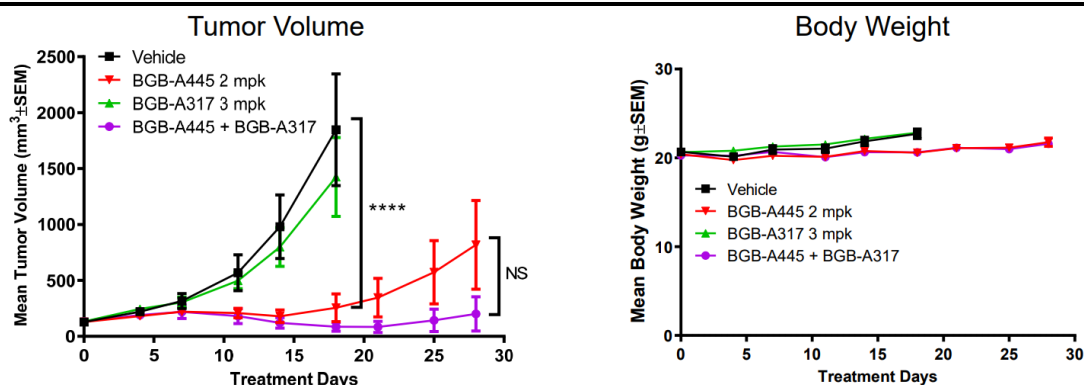 Tumor Volume
Mean Tumor Volume (mm³±SEM)
2500
2000
1500
1000
500
0
Vehicle
BGB-A445 2 mpk
BGB-A317 3 mpk
BGB-A445 + BGB-A317
****
NS
0 5 10 15 20 25 30
Treatment Days
Body Weight
Mean Body Weight (g±SEM)
30
20
10
0
Vehicle
BGB-A445 2 mpk
BGB-A317 3 mpk
BGB-A445 + BGB-A317
0 5 10 15 20 25 30
Treatment Days